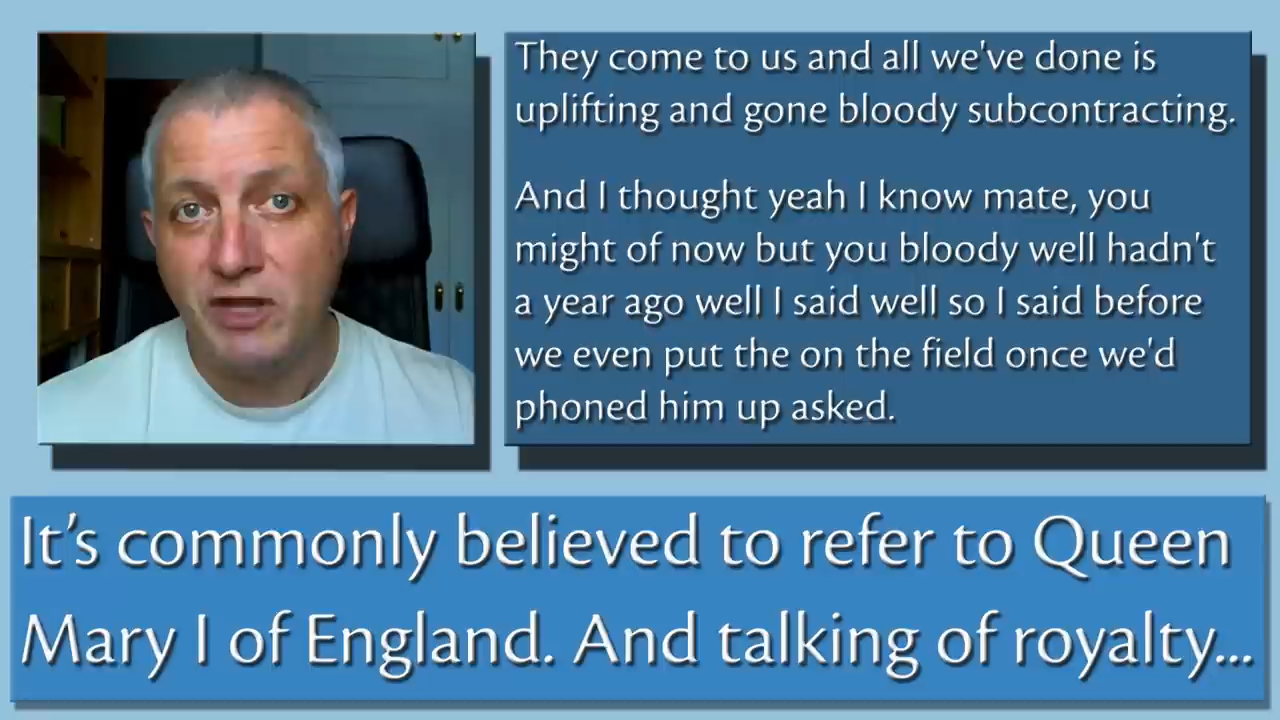 They come to us and all we've done is
uplifting and gone bloody subcontracting.
And I thought yeah I know mate, you
might of now but you bloody well hadn't
a year ago well I said well so I said before
we even put the on the field once we'd
phoned him up asked.
It’s commonly believed to refer to Queen
Mary I of England. And talking of royalty...